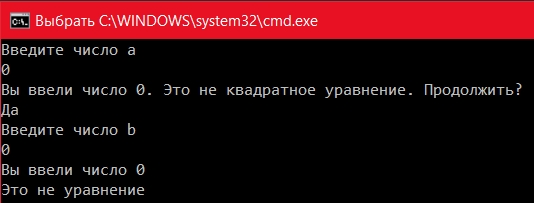 Выбрать C:\WINDOWS\system32\cmd.exe
Введите число a
0
Вы ввели число 0. Это не квадратное уравнение. Продолжить?
Да
Введите число b
0
Вы ввели число 0
Это не уравнение